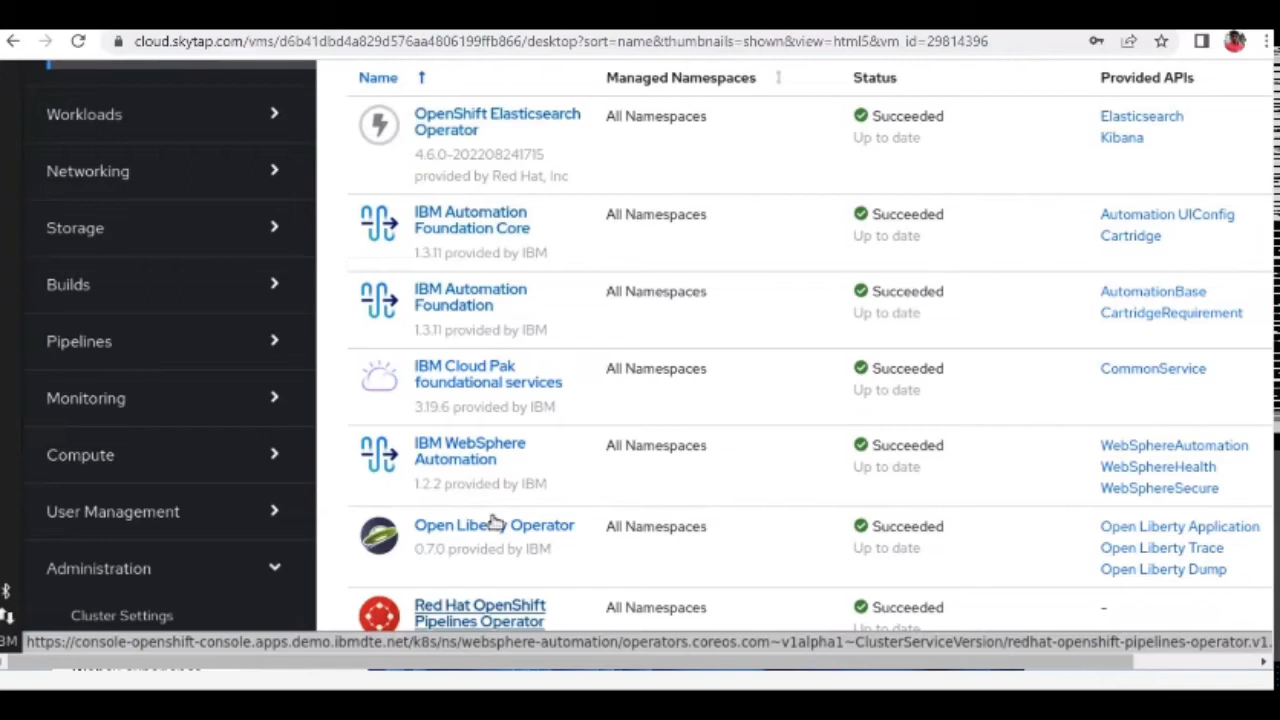 cloud.skytap.com/vms/d6b41dbd4a829d576aa4806199ffb866/desktop?sort=name&thumbnails=shown&view=html5&vm_id=29814396
Name Managed Namespaces Status Provided APIs
Workloads
Networking
Storage
Builds
Pipelines
Monitoring
Compute
User Management
Administration
Cluster Settings
OpenShift Elasticsearch All Namespaces Succeeded Elasticsearch
Operator Up to date Kibana
4.6.0-202208241715
provided by Red Hat, Inc
IBM Automation All Namespaces Succeeded Automation UIConfig
Foundation Core Up to date Cartridge
1.3.11 provided by IBM
IBM Automation All Namespaces Succeeded AutomationBase
Foundation Up to date CartridgeRequirement
1.3.11 provided by IBM
IBM Cloud Pak All Namespaces Succeeded CommonService
foundational services Up to date
3.19.6 provided by IBM
IBM WebSphere All Namespaces Succeeded WebSphereAutomation
Automation Up to date WebSphereHealth
1.2.2 provided by IBM WebSphereSecure
Open Liberty Operator All Namespaces Succeeded Open Liberty Application
0.7.0 provided by IBM Up to date Open Liberty Trace
Open Liberty Dump
Red Hat OpenShift All Namespaces Succeeded -
Pipelines Operator Up to date
BM https://console-openshift-console.apps.demo.ibmdte.net/k8s/ns/websphere-automation/operators.coreos.com~v1alpha1~ClusterServiceVersion/redhat-openshift-pipelines-operator.v1.